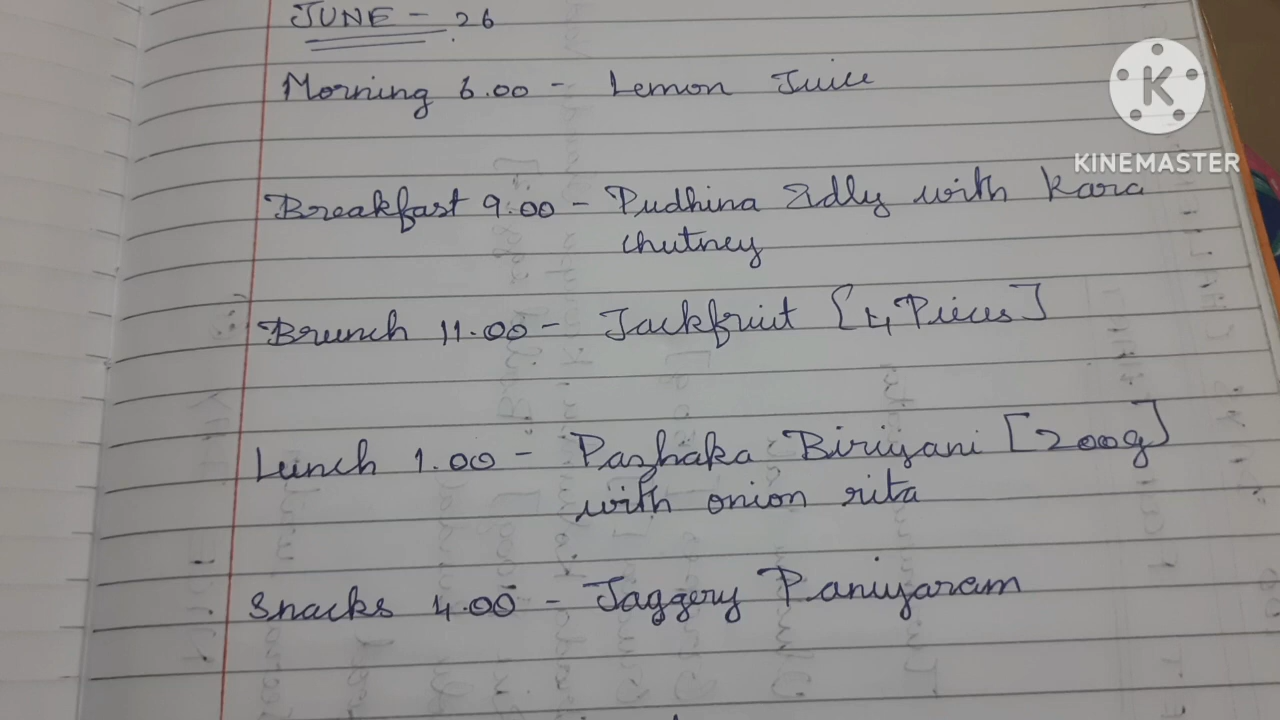 JUNE - 26
Morning 6.00 - Lemon Juice
Breakfast 9.00 - Pudhina Idly with kara
chutney
Brunch 11.00 - Jackfruit [4 Pieces]
Lunch 1.00 - Pazhaka Biriyani [200g]
with onion rita
Snacks 4.00 - Jaggery Paniyaram
K
KINEMASTER